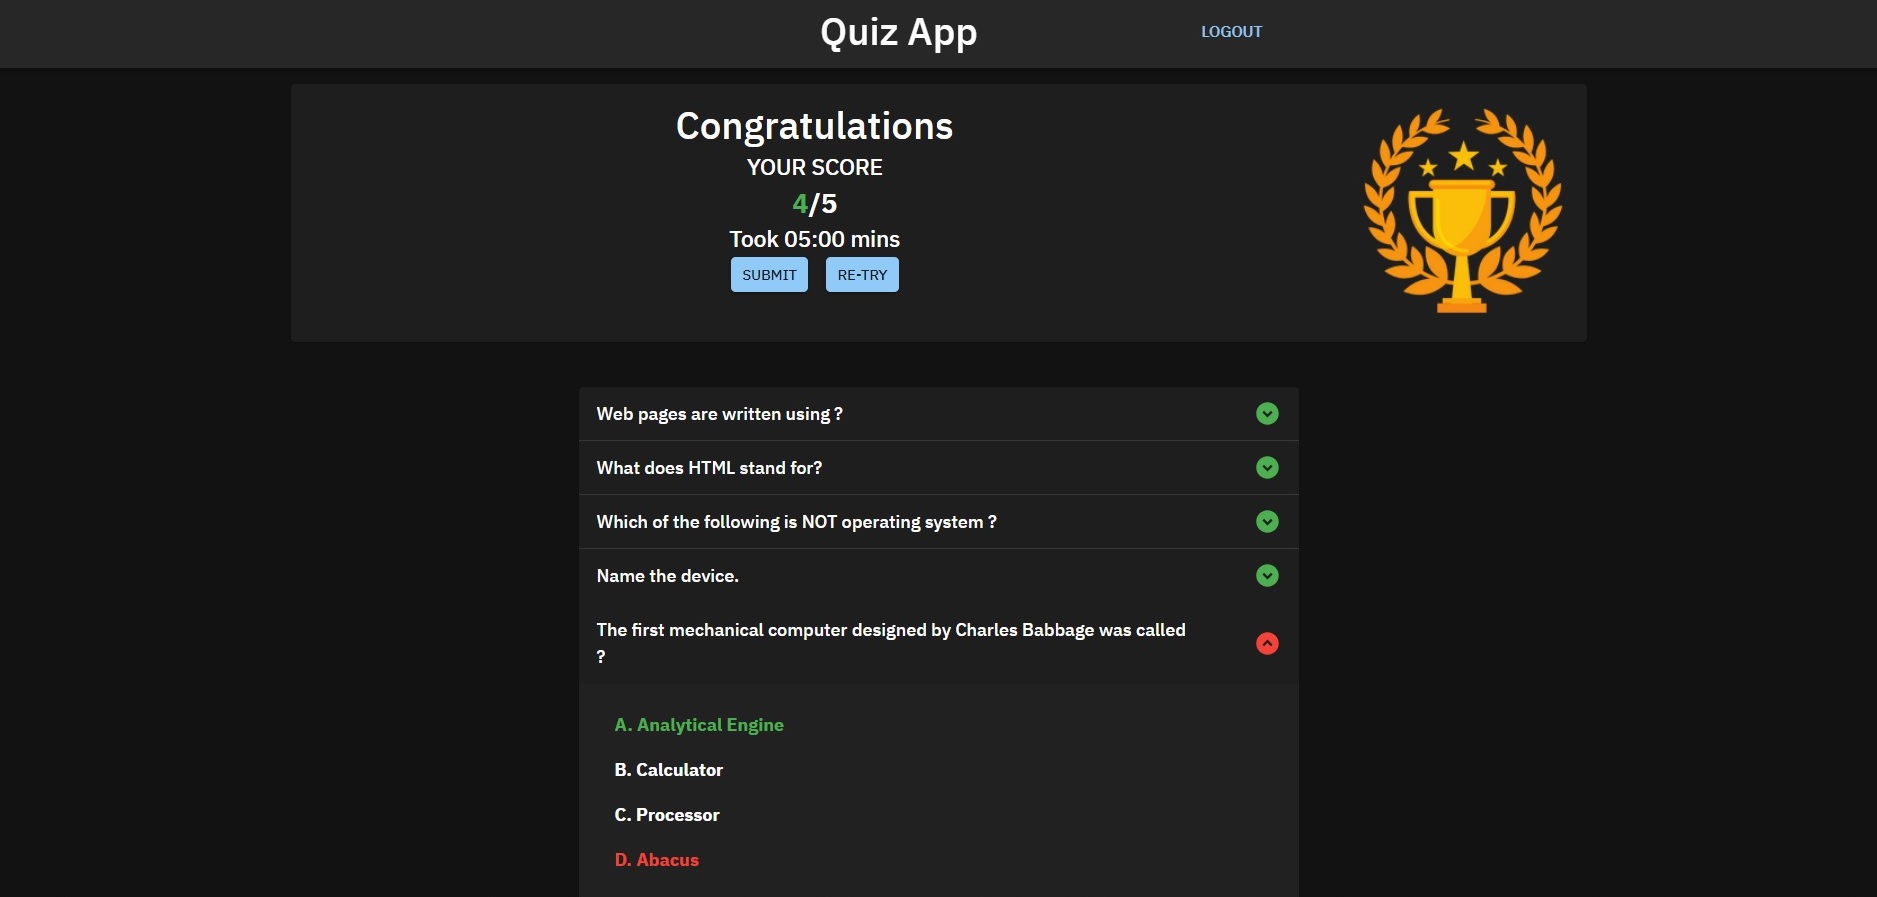 Quiz App
LOGOUT
Congratulations
YOUR SCORE
4/5
Took 05:00 mins
SUBMIT
RE-TRY
Web pages are written using ?
What does HTML stand for?
Which of the following is NOT operating system ?
Name the device.
The first mechanical computer designed by Charles Babbage was called
?
A. Analytical Engine
B. Calculator
C. Processor
D. Abacus